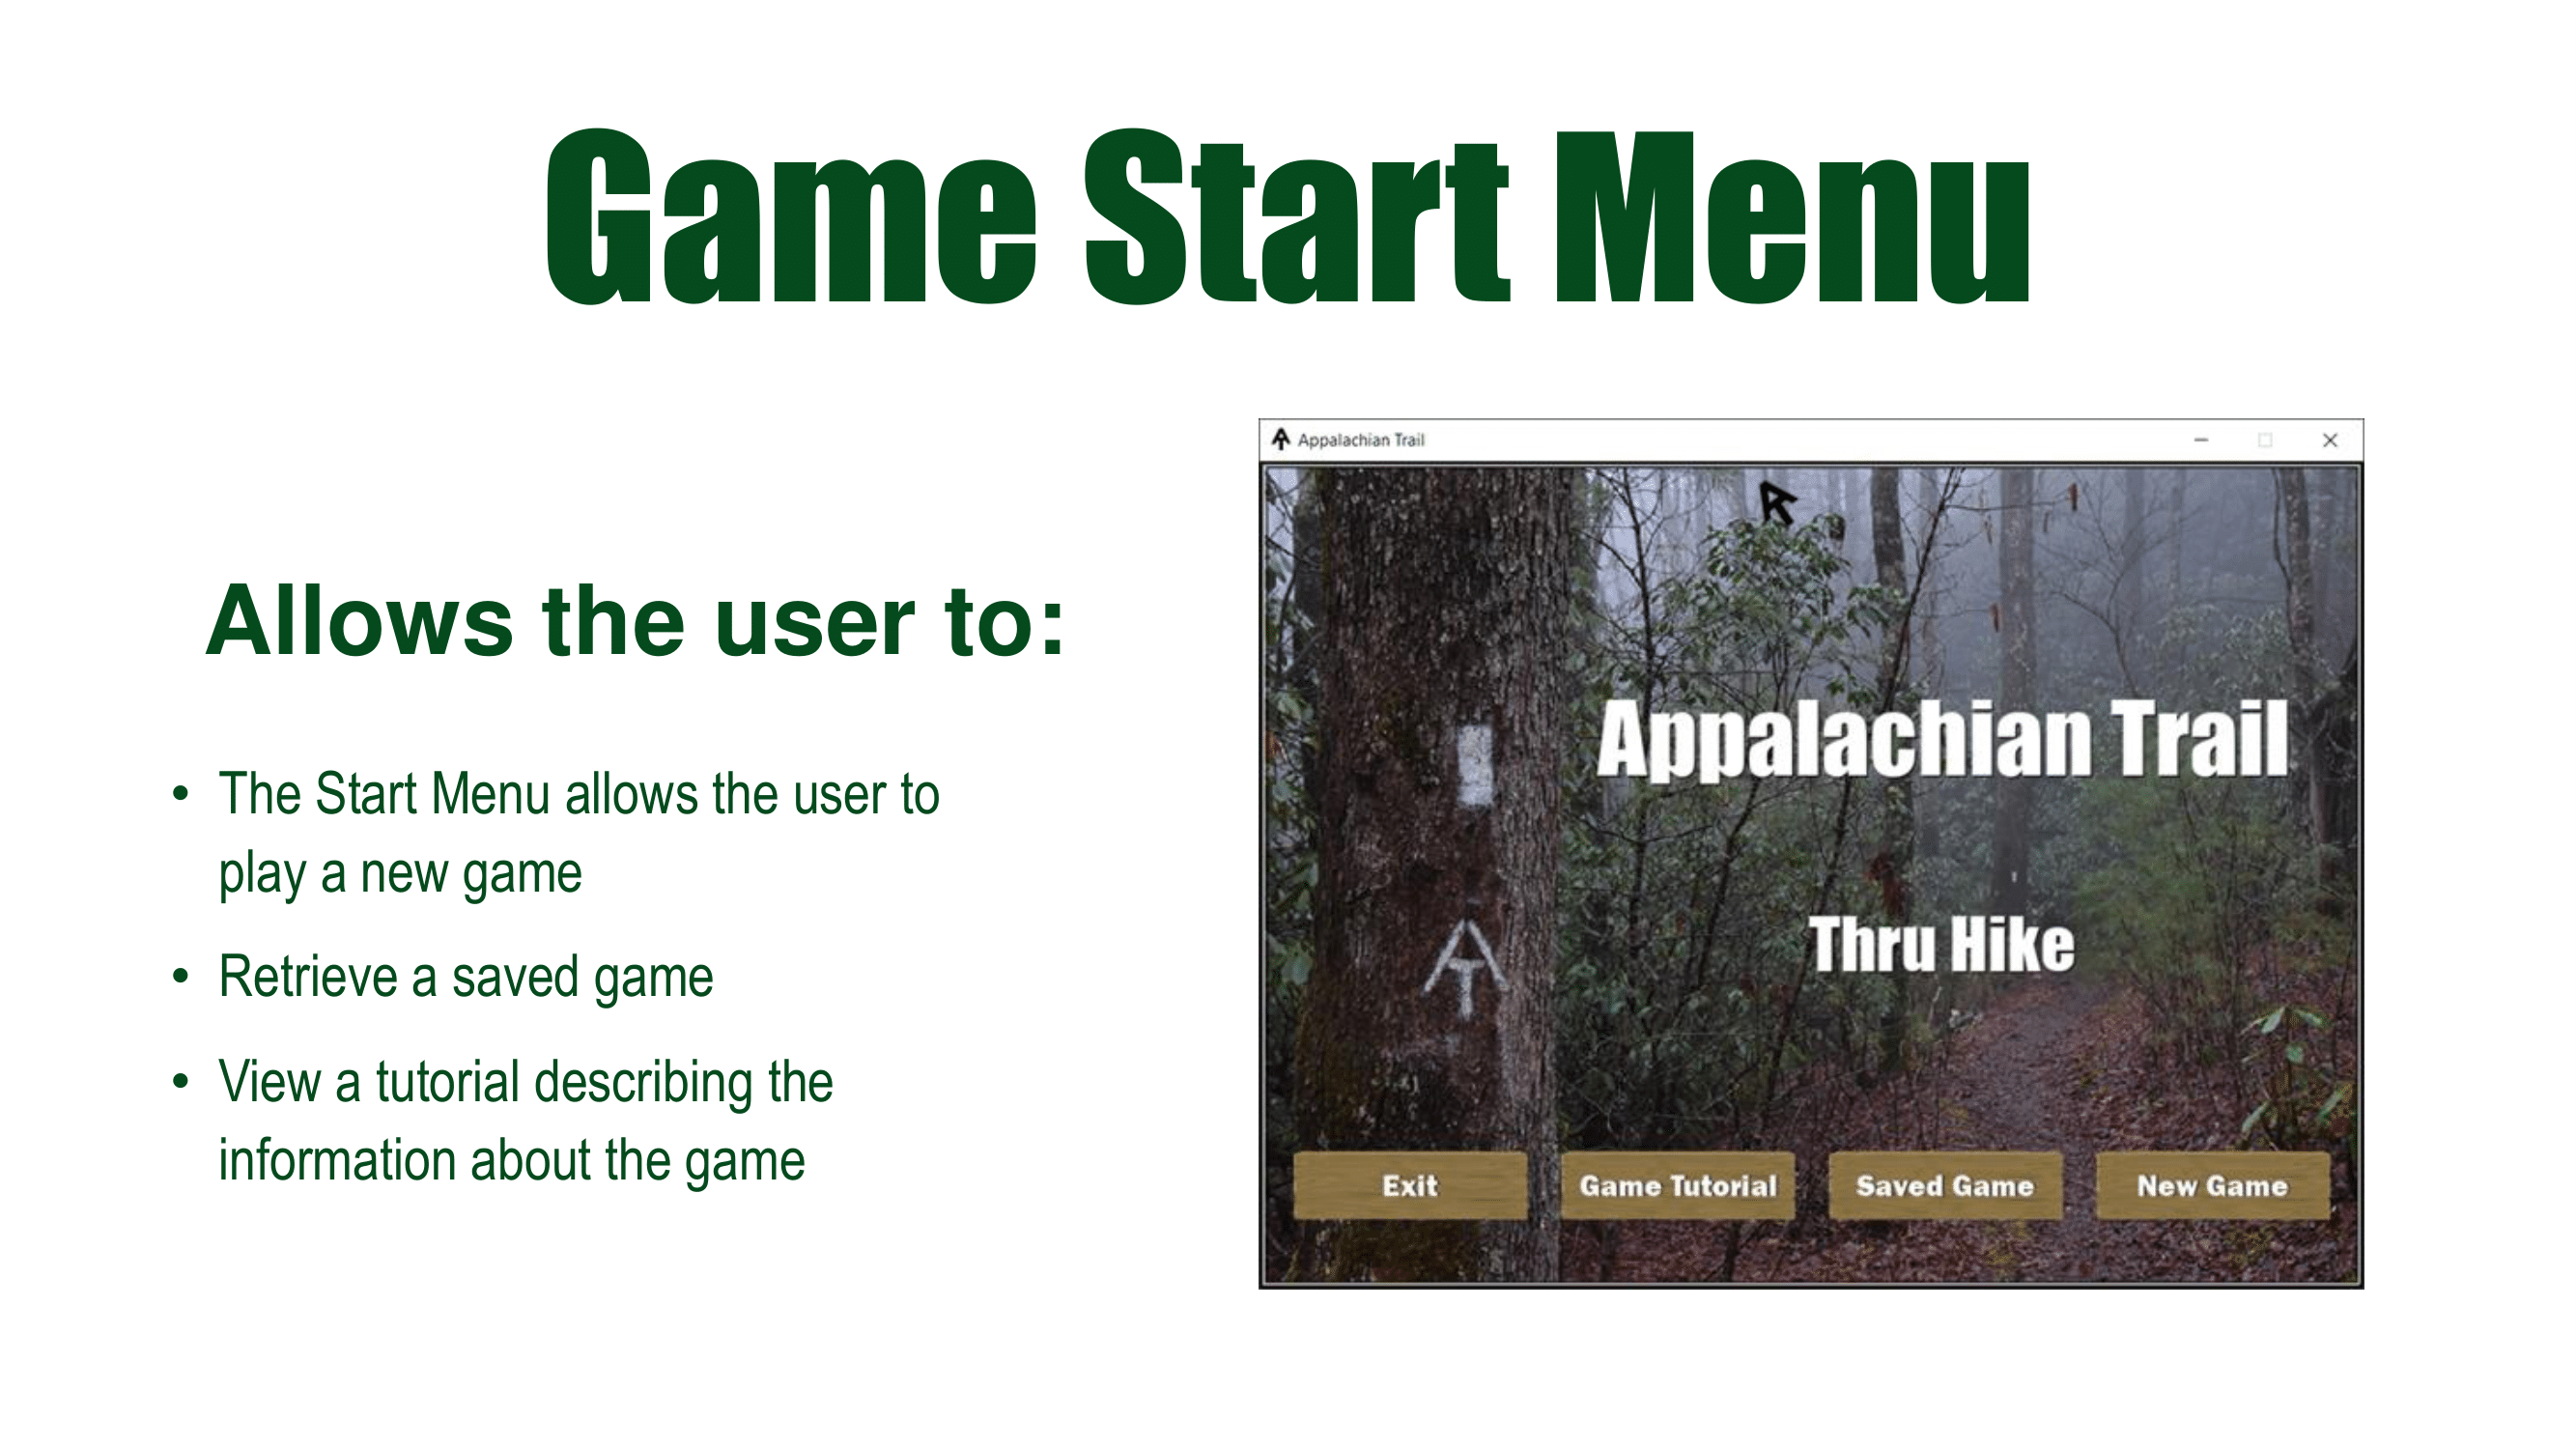 Game Start Menu
Allows the user to:
• The Start Menu allows the user to
play a new game
• Retrieve a saved game
• View a tutorial describing the
information about the game
Appalachian Trail
Appalachian Trail
Thru Hike
Exit
Game Tutorial
Saved Game
New Game